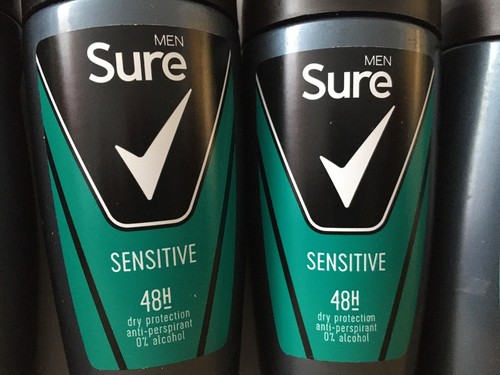 MEN
Sure
SENSITIVE
48H
dry protection
anti-perspirant
0% alcohol
MEN
Sure
SENSITIVE
48H
dry protection
anti-perspirant
0% alcohol